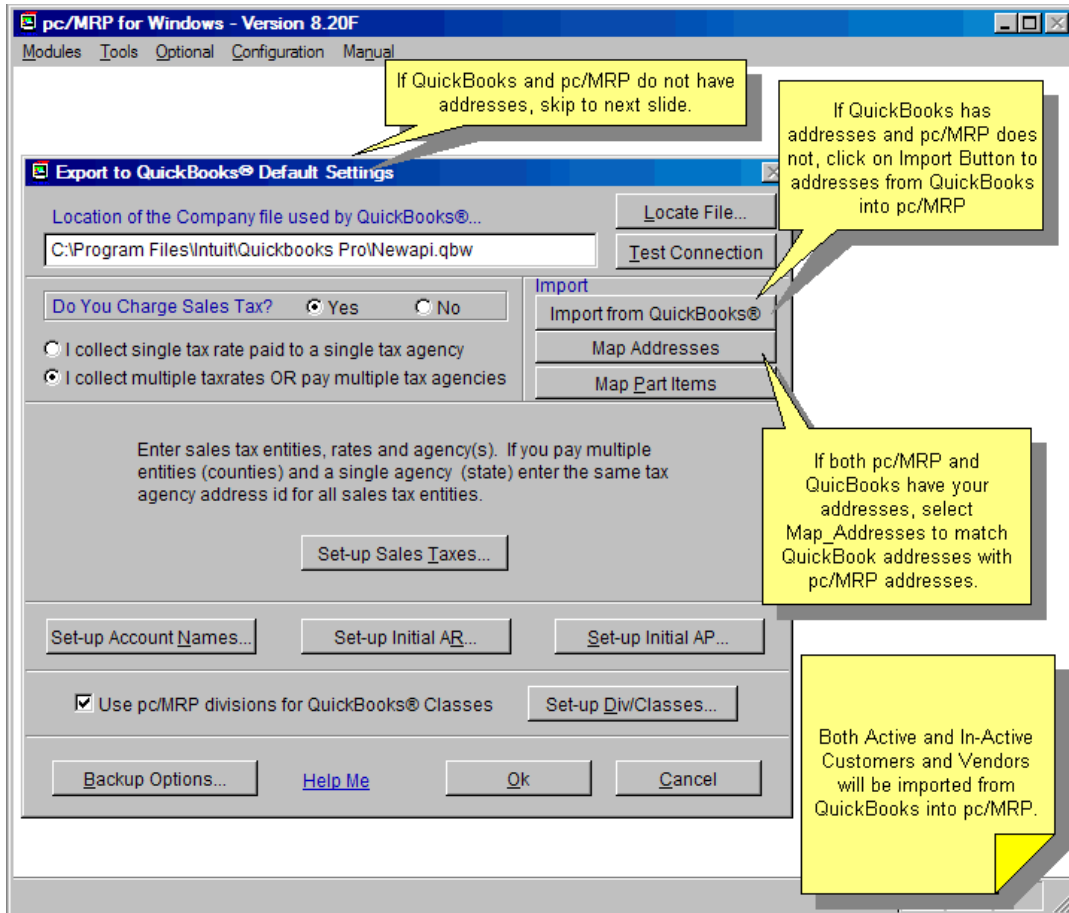 pc/MRP for Windows - Version 8.20F
Modules Tools Optional Configuration Manual
If QuickBooks and pc/MRP do not have
addresses, skip to next slide.
If QuickBooks has
addresses and pc/MRP does
not, click on Import Button to
addresses from QuickBooks
into pc/MRP
Export to QuickBooks® Default Settings
Location of the Company file used by QuickBooks®...
Locate File...
C:\Program Files\Intuit\Quickbooks Pro\Newapi.qbw
Test Connection
Import
Do You Charge Sales Tax? Yes No
Import from QuickBooks®
I collect single tax rate paid to a single tax agency
Map Addresses
I collect multiple taxrates OR pay multiple tax agencies
Map Part Items
Enter sales tax entities, rates and agency(s). If you pay multiple
entities (counties) and a single agency (state) enter the same tax
agency address id for all sales tax entities.
If both pc/MRP and
QuicBooks have your
addresses, select
Map_Addresses to match
QuickBook addresses with
pc/MRP addresses.
Set-up Sales Taxes...
Set-up Account Names... Set-up Initial AR... Set-up Initial AP...
Use pc/MRP divisions for QuickBooks® Classes
Set-up Div/Classes...
Both Active and In-Active
Customers and Vendors
will be imported from
QuickBooks into pc/MRP.
Backup Options... Help Me Ok Cancel